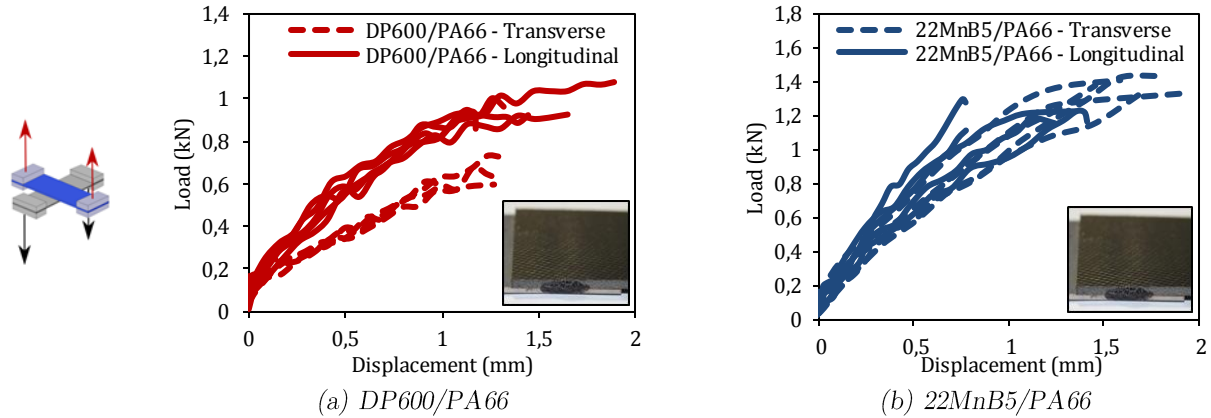 1,4
1,2
1
0,8
0,6
0,4
0,2
0
Load (kN)
DP600/PA66 - Transverse
DP600/PA66 - Longitudinal
0
0,5
1
1,5
2
Displacement (mm)
(a) DP600/PA66
1,8
1,6
1,4
1,2
1
0,8
0,6
0,4
0,2
0
Load (kN)
22MnB5/PA66 - Transverse
22MnB5/PA66 - Longitudinal
0
0,5
1
1,5
2
Displacement (mm)
(b) 22MnB5/PA66